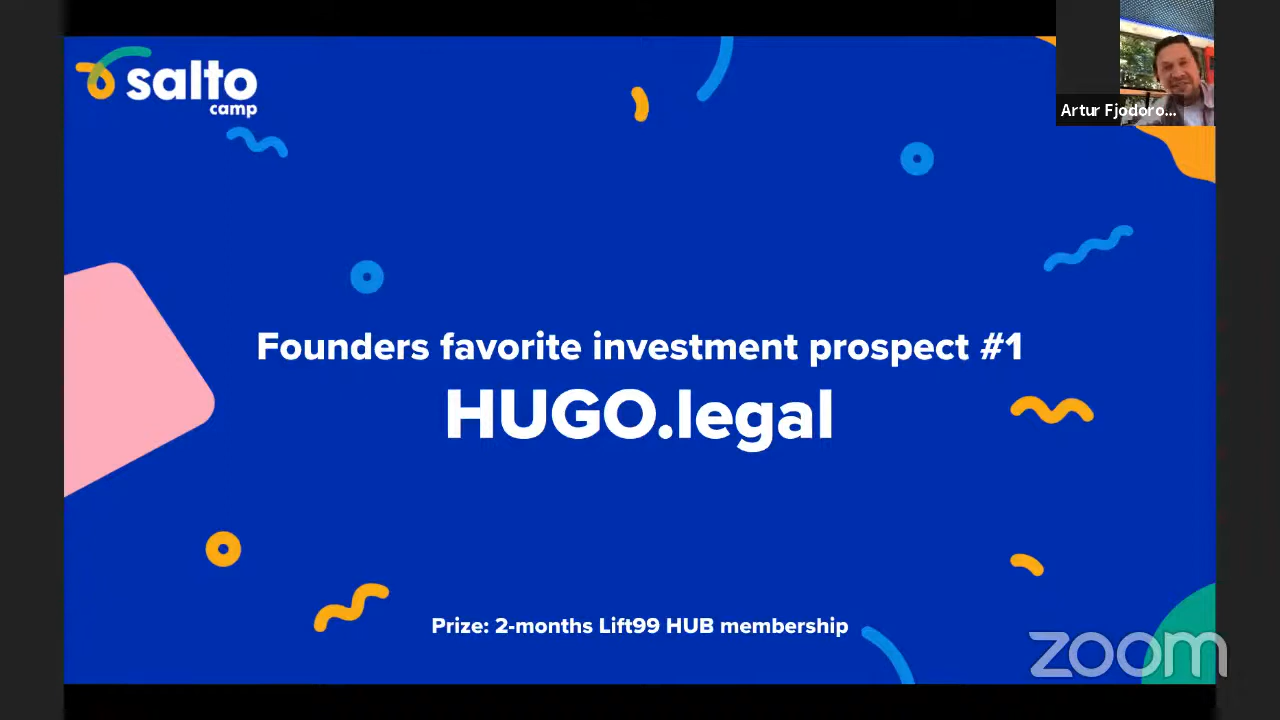 salto
camp
Artur Fjodoro...
Founders favorite investment prospect #1
HUGO.legal
Prize: 2-months Lift99 HUB membership
zoom